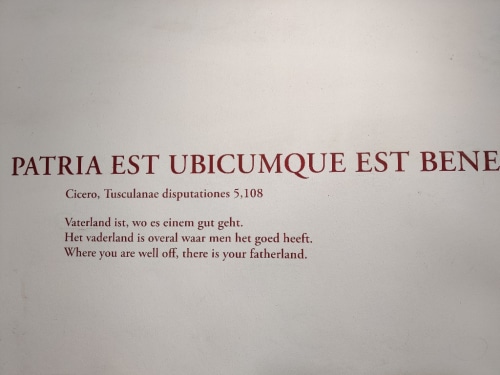 PATRIA EST UBICUMQUE EST BENE
Cicero, Tusculanae disputationes 5,108
Vaterland ist, wo es einem gut geht.
Het vaderland is overal waar men het goed heeft.
Where you are well off, there is your fatherland.